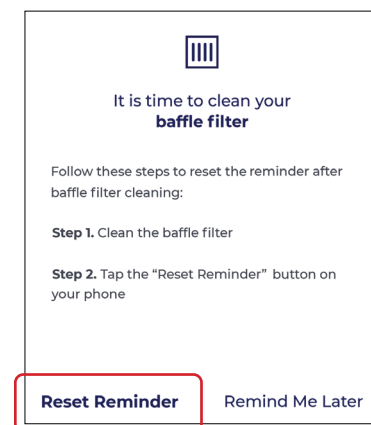 It is time to clean your
baffle filter
Follow these steps to reset the reminder after
baffle filter cleaning:
Step 1. Clean the baffle filter
Step 2. Tap the “Reset Reminder” button on
your phone
Reset Reminder
Remind Me Later